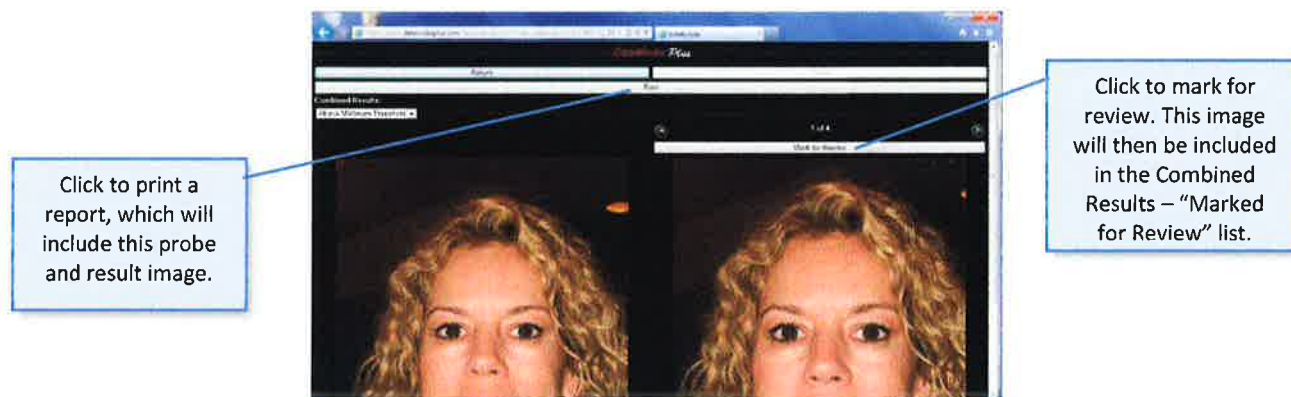 Plus
Return
Print
Combined Results:
1 of 4
Mark for Review
Click to print a
report, which will
include this probe
and result image.
Click to mark for
review. This image
will then be included
in the Combined
Results – “Marked
for Review” list.